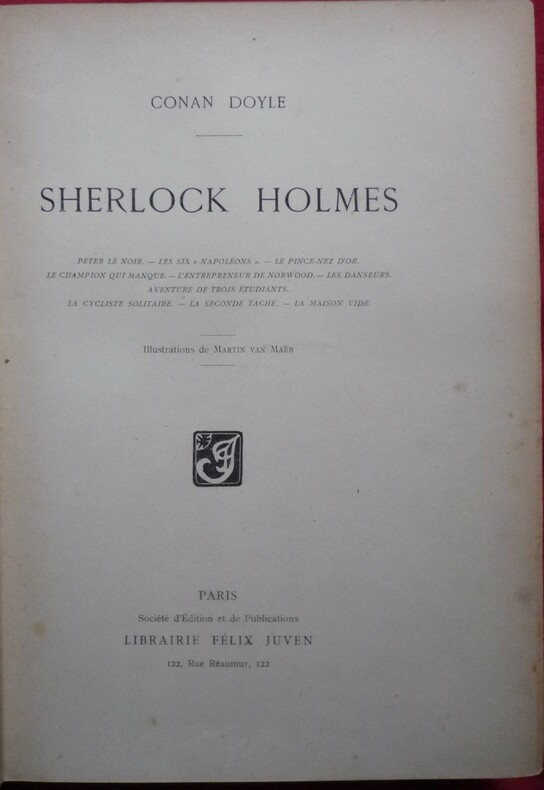 CONAN DOYLE
SHERLOCK HOLMES
PETER LE NOIR. — LES SIX « NAPOLÉONS ». — LE PINCE-NEZ D'OR.
LE CHAMPION QUI MANQUE. — L'ENTREPRENEUR DE NORWOOD. — LES DANSEURS.
AVENTURE DE TROIS ÉTUDIANTS.
LA CYCLISTE SOLITAIRE. — LA SECONDE TACHE. — LA MAISON VIDE.
Illustrations de MARTIN VAN MAËB
PARIS
Société d'Édition et de Publications
LIBRAIRIE FÉLIX JUVEN
122, Rue Réaumur, 122